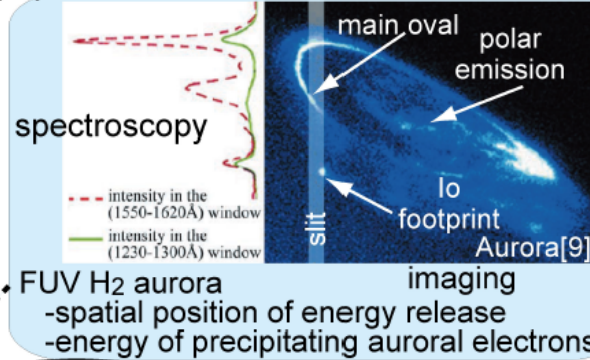 main oval
polar
emission
spectroscopy
intensity in the
(1550-1620Å) window
intensity in the
(1230-1300Å) window
slit
Io
footprint
Aurora[9]
FUV H2 aurora
imaging
-spatial position of energy release
-energy of precipitating auroral electrons